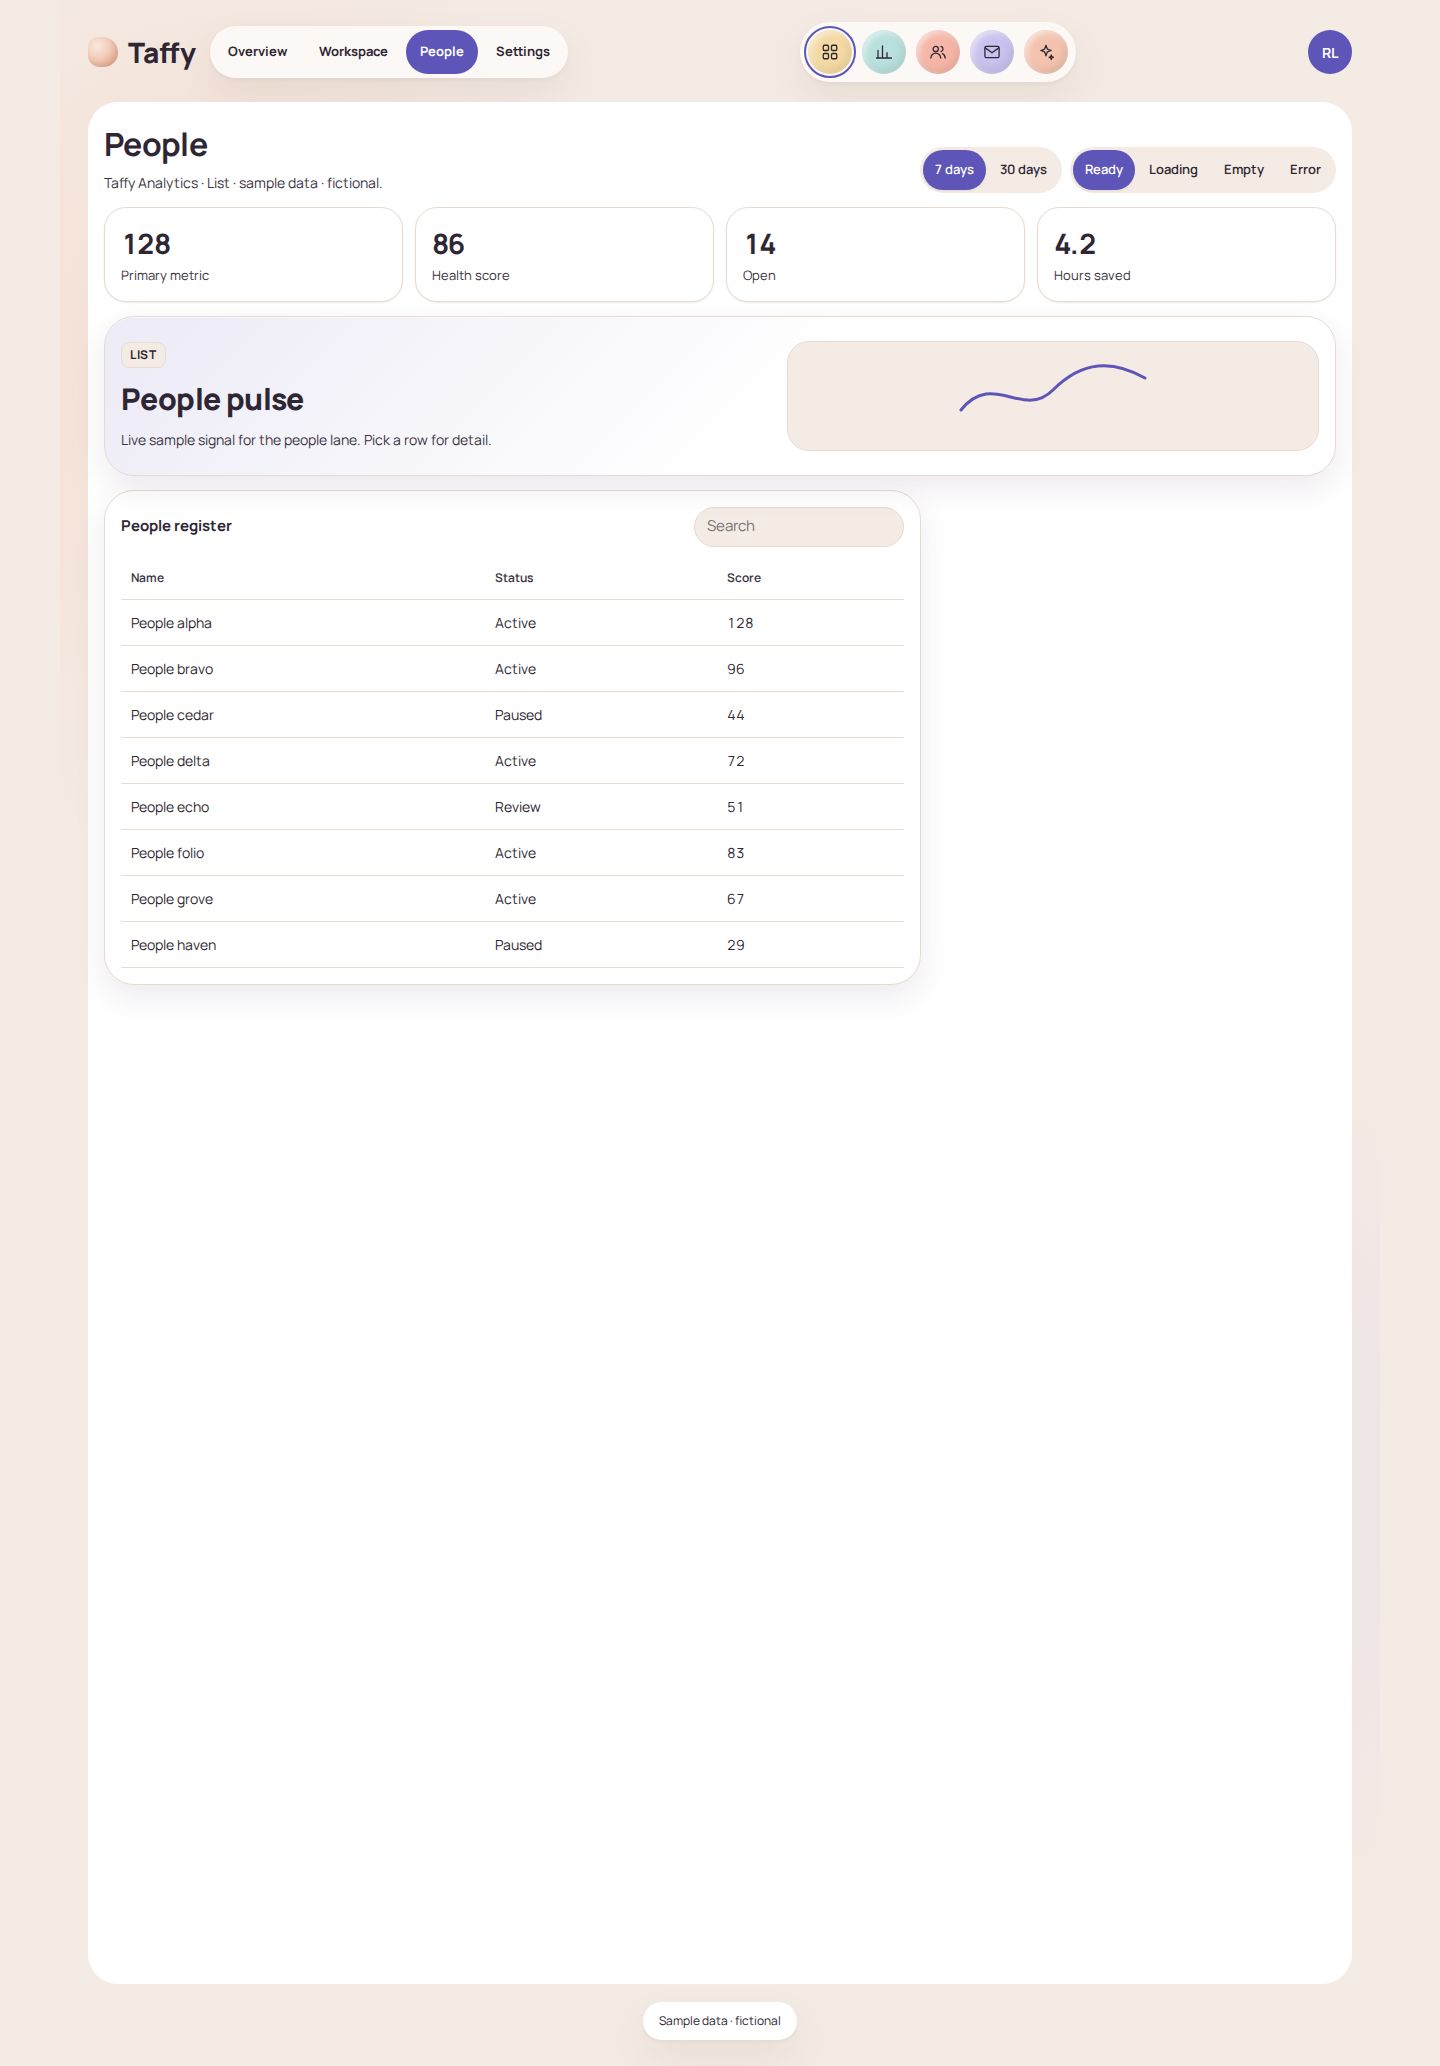 Taffy
Overview Workspace People Settings
RL
People
Taffy Analytics · List · sample data · fictional.
7 days 30 days Ready Loading Empty Error
128
Primary metric
86
Health score
14
Open
4.2
Hours saved
LIST
People pulse
Live sample signal for the people lane. Pick a row for detail.
People register
Search
Name Status Score
People alpha Active 128
People bravo Active 96
People cedar Paused 44
People delta Active 72
People echo Review 51
People folio Active 83
People grove Active 67
People haven Paused 29
Sample data · fictional